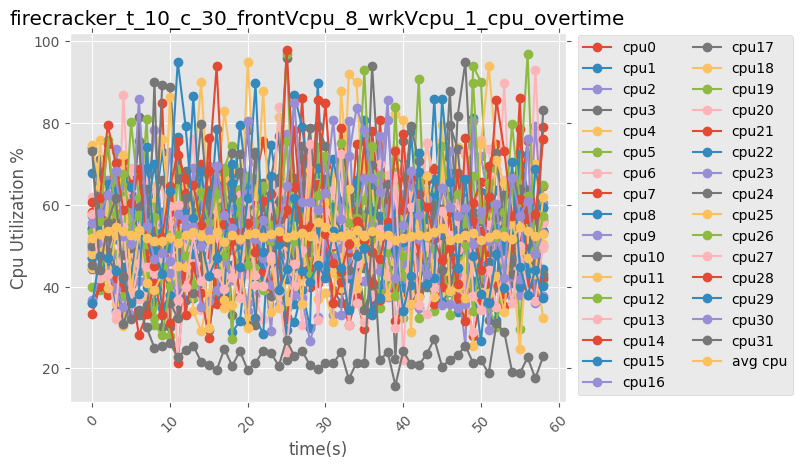 firecracker_t_10_c_30_frontVcpu_8_wrkVcpu_1_cpu_overtime
Cpu Utilization %
100
80
60
40
20
0
10
20
30
40
50
60
time(s)
cpu0
cpu1
cpu2
cpu3
cpu4
cpu5
cpu6
cpu7
cpu8
cpu9
cpu10
cpu11
cpu12
cpu13
cpu14
cpu15
cpu16
cpu17
cpu18
cpu19
cpu20
cpu21
cpu22
cpu23
cpu24
cpu25
cpu26
cpu27
cpu28
cpu29
cpu30
cpu31
avg cpu